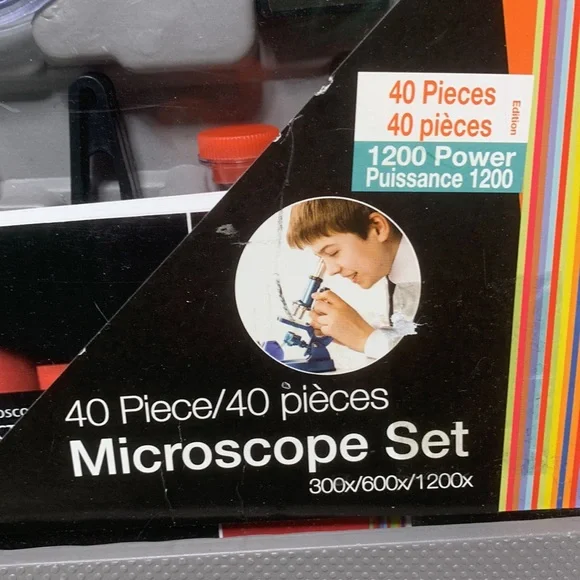 40 Pieces
40 pièces
Edition
1200 Power
Puissance 1200
40 Piece/40 pièces
Microscope Set
300x/600x/1200x